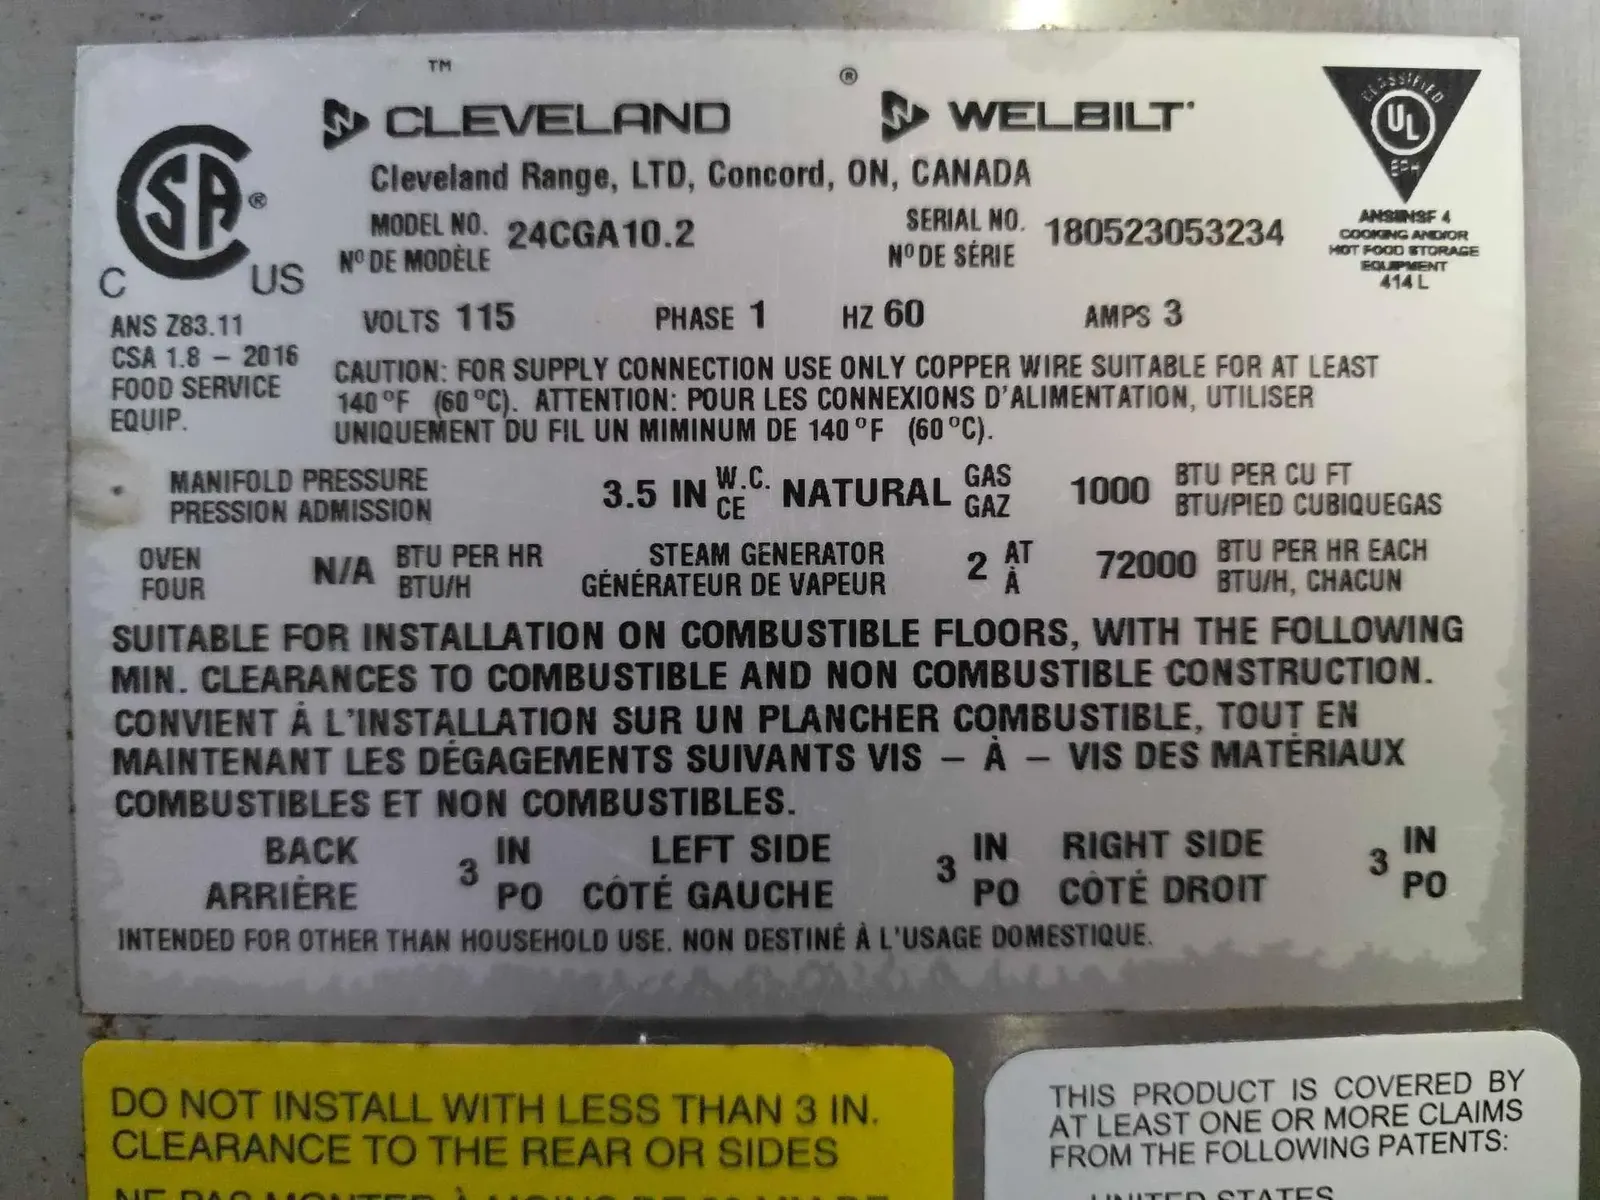 ™ ®
CLEVELAND WELBILT
Cleveland Range, LTD, Concord, ON, CANADA
CLASSIFIED
UL
EPH
SA ®
C US
MODEL NO. 24CGA10.2 SERIAL NO. 180523053234
Nº DE MODÈLE Nº DE SÉRIE
ANSI/NSF 4
COOKING AND/OR
HOT FOOD STORAGE
EQUIPMENT
414 L
ANS Z83.11
CSA 1.8 – 2016
FOOD SERVICE
EQUIP.
VOLTS 115 PHASE 1 HZ 60 AMPS 3
CAUTION: FOR SUPPLY CONNECTION USE ONLY COPPER WIRE SUITABLE FOR AT LEAST
140°F (60°C). ATTENTION: POUR LES CONNEXIONS D'ALIMENTATION, UTILISER
UNIQUEMENT DU FIL UN MIMINUM DE 140°F (60°C).
MANIFOLD PRESSURE 3.5 IN W.C. NATURAL GAS 1000 BTU PER CU FT
PRESSION ADMISSION CE GAZ BTU/PIED CUBIQUEGAS
OVEN N/A BTU PER HR STEAM GENERATOR 2 AT 72000 BTU PER HR EACH
FOUR BTU/H GÉNÉRATEUR DE VAPEUR À BTU/H, CHACUN
SUITABLE FOR INSTALLATION ON COMBUSTIBLE FLOORS, WITH THE FOLLOWING
MIN. CLEARANCES TO COMBUSTIBLE AND NON COMBUSTIBLE CONSTRUCTION.
CONVIENT À L'INSTALLATION SUR UN PLANCHER COMBUSTIBLE, TOUT EN
MAINTENANT LES DÉGAGEMENTS SUIVANTS VIS – À – VIS DES MATÉRIAUX
COMBUSTIBLES ET NON COMBUSTIBLES.
BACK 3 IN LEFT SIDE 3 IN RIGHT SIDE 3 IN
ARRIÈRE PO CÔTÉ GAUCHE PO CÔTÉ DROIT PO
INTENDED FOR OTHER THAN HOUSEHOLD USE. NON DESTINÉ À L'USAGE DOMESTIQUE.
DO NOT INSTALL WITH LESS THAN 3 IN.
CLEARANCE TO THE REAR OR SIDES
NE PAS MONTER À MOINS DE
THIS PRODUCT IS COVERED BY
AT LEAST ONE OR MORE CLAIMS
FROM THE FOLLOWING PATENTS:
UNITED STATES